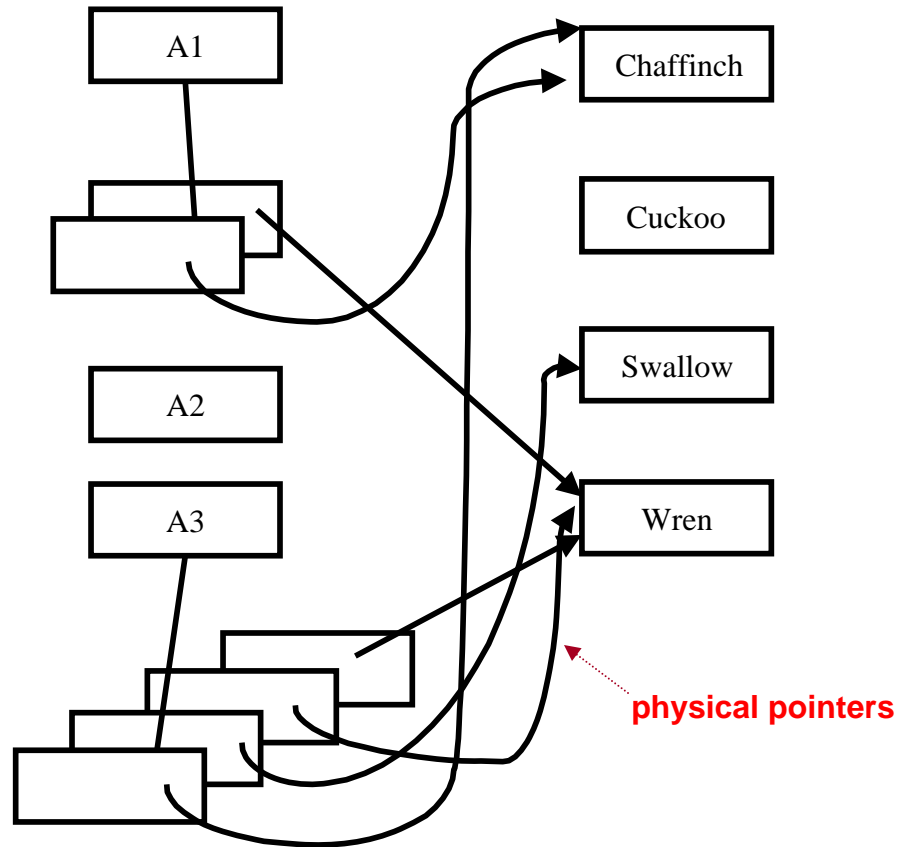 A1
Chaffinch
Cuckoo
A2
Swallow
A3
Wren
physical pointers